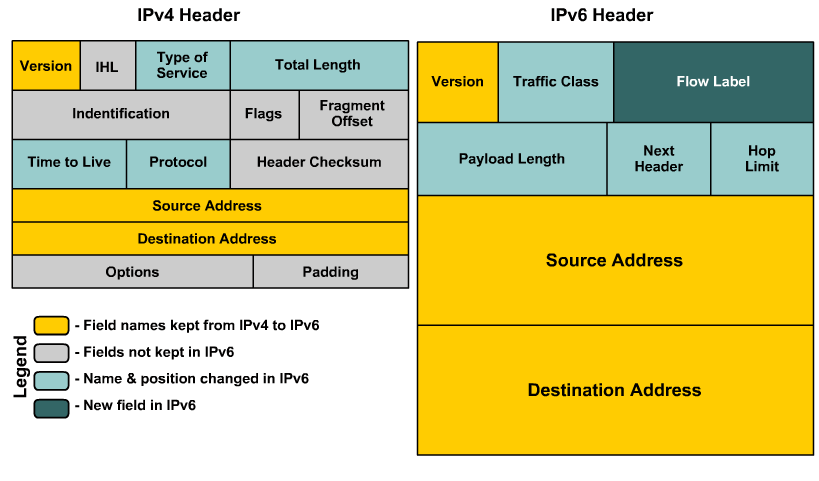 IPv4 Header
Version
IHL
Type of
Service
Total Length
Indentification
Flags
Fragment
Offset
Time to Live
Protocol
Header Checksum
Source Address
Destination Address
Options
Padding
Legend
- Field names kept from IPv4 to IPv6
- Fields not kept in IPv6
- Name & position changed in IPv6
- New field in IPv6
IPv6 Header
Version
Traffic Class
Flow Label
Payload Length
Next
Header
Hop
Limit
Source Address
Destination Address